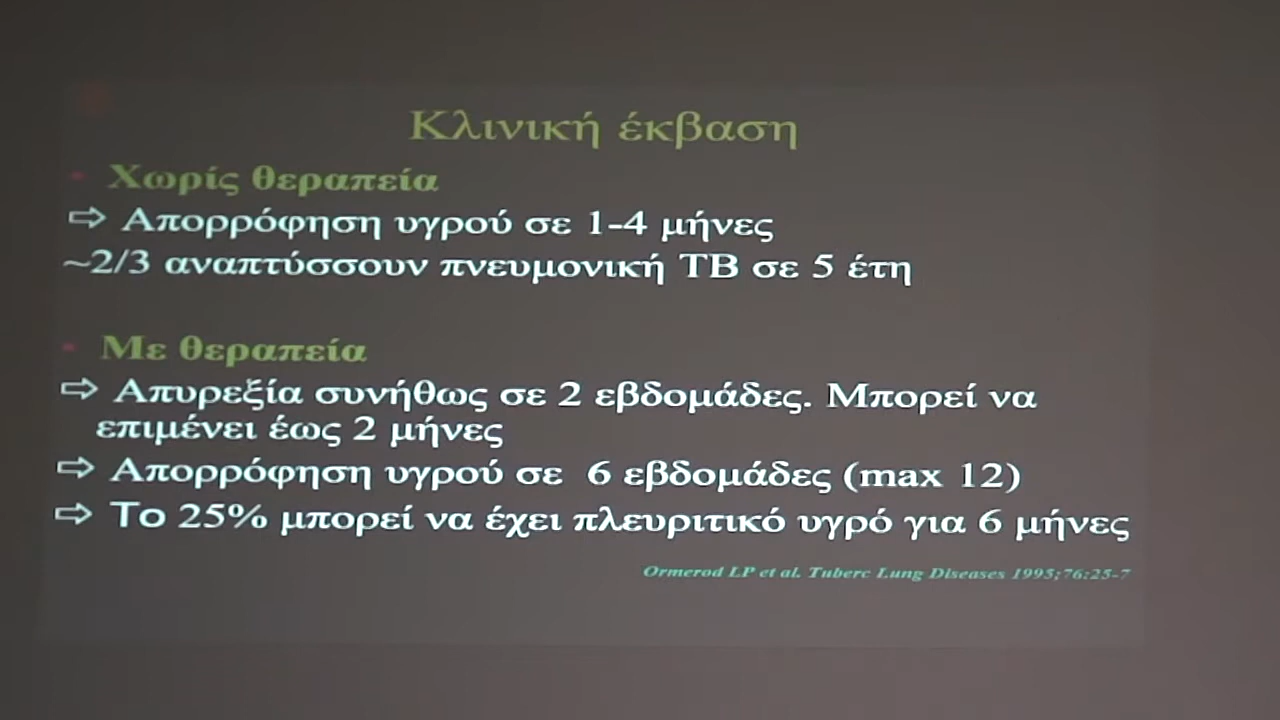 Κλινική έκβαση
- Χωρίς θεραπεία
⇨ Απορρόφηση υγρού σε 1-4 μήνες
~2/3 αναπτύσσουν πνευμονική ΤΒ σε 5 έτη
- Με θεραπεία
⇨ Απυρεξία συνήθως σε 2 εβδομάδες. Μπορεί να
επιμένει έως 2 μήνες
⇨ Απορρόφηση υγρού σε 6 εβδομάδες (max 12)
⇨ Το 25% μπορεί να έχει πλευριτικό υγρό για 6 μήνες
Ormerod LP et al. Tuberc Lung Diseases 1995;76:25-7